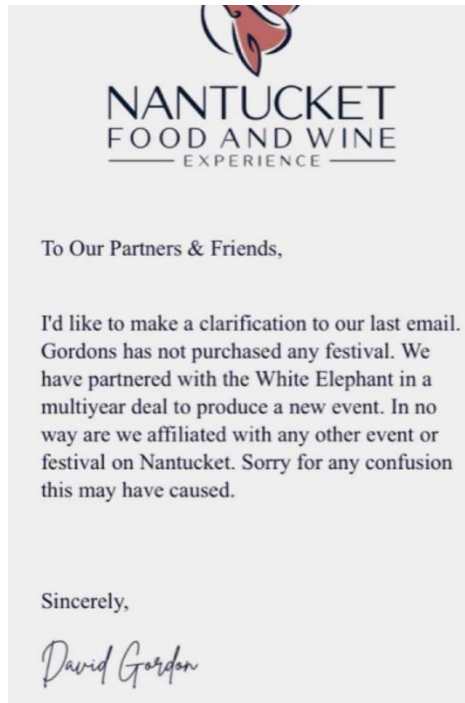 NANTUCKET
FOOD AND WINE
EXPERIENCE
To Our Partners & Friends,
I'd like to make a clarification to our last email.
Gordons has not purchased any festival. We
have partnered with the White Elephant in a
multiyear deal to produce a new event. In no
way are we affiliated with any other event or
festival on Nantucket. Sorry for any confusion
this may have caused.
Sincerely,
David Gordon